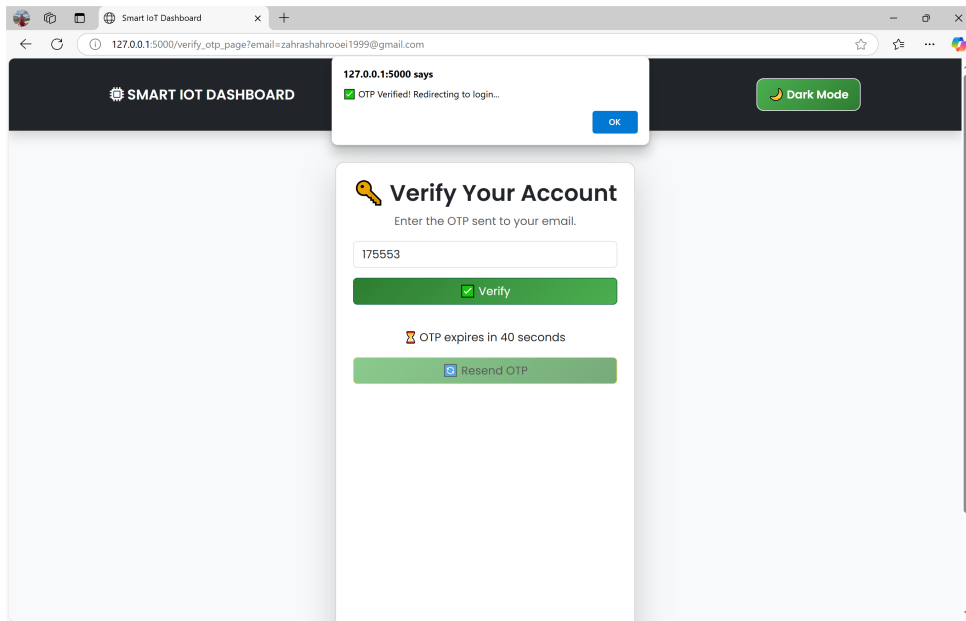 Smart IoT Dashboard
127.0.0.1:5000/verify_otp_page?email=zahrashahrooei1999@gmail.com
127.0.0.1:5000 says
✅ OTP Verified! Redirecting to login...
OK
SMART IOT DASHBOARD
🌙 Dark Mode
🔑 Verify Your Account
Enter the OTP sent to your email.
175553
✅ Verify
⏳ OTP expires in 40 seconds
🔄 Resend OTP